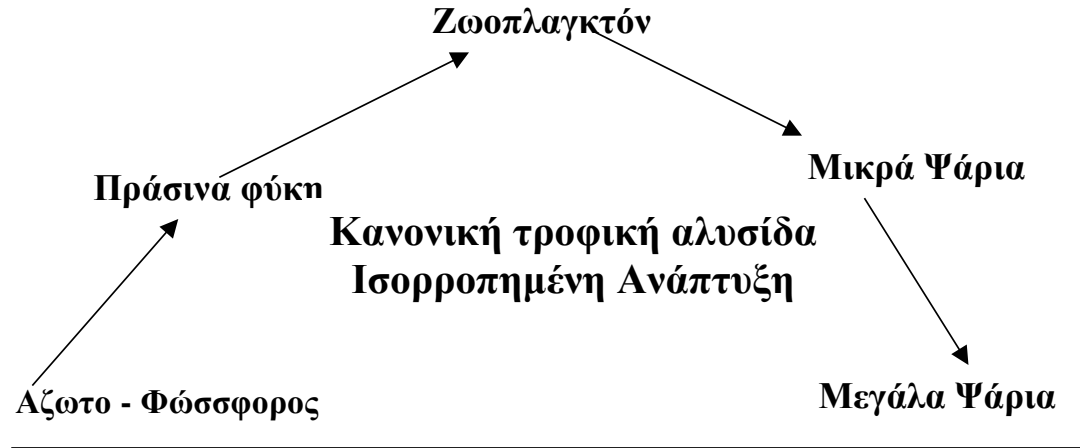 Ζωοπλαγκτόν
Μικρά Ψάρια
Πράσινα φύκη
Κανονική τροφική αλυσίδα
Ισορροπημένη Ανάπτυξη
Αζωτο - Φώσσφορος
Μεγάλα Ψάρια